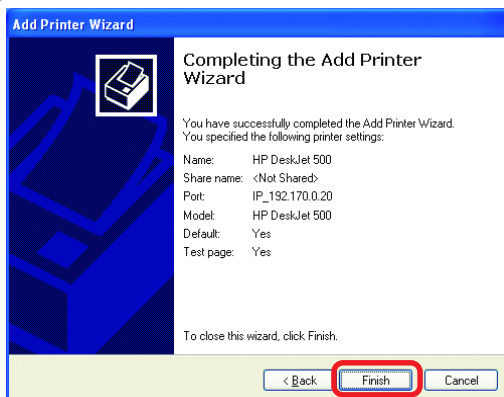 Add Printer Wizard
Completing the Add Printer
Wizard
You have successfully completed the Add Printer Wizard.
You specified the following printer settings:
Name: HP DeskJet 500
Share name: <Not Shared>
Port: IP_192.170.0.20
Model: HP DeskJet 500
Default: Yes
Test page: Yes
To close this wizard, click Finish.
< Back Finish Cancel